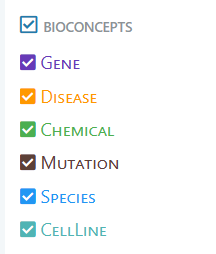 BIOCONCEPTS
Gene
Disease
Chemical
Mutation
Species
CellLine